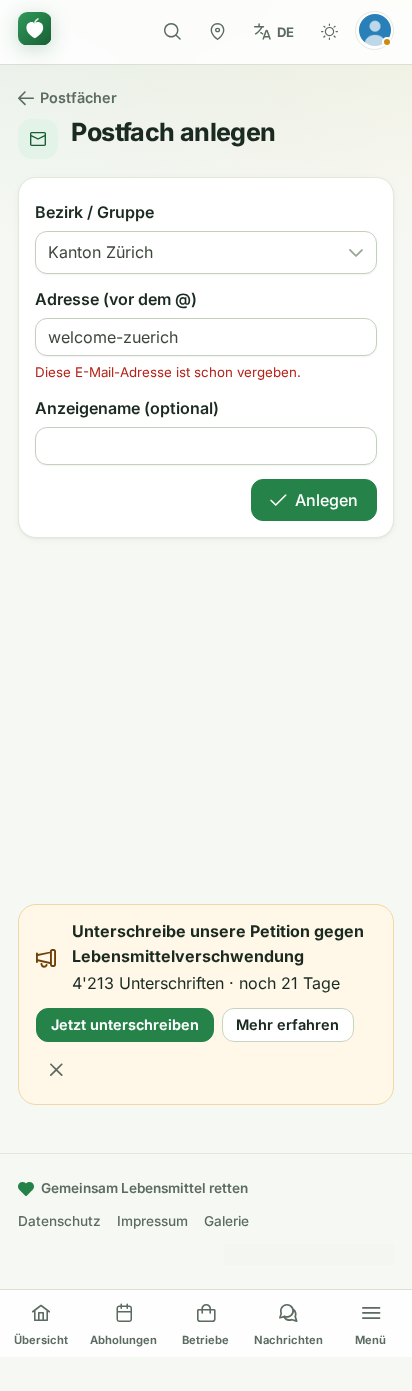 DE
Postfächer
Postfach anlegen
Bezirk / Gruppe
Kanton Zürich
Adresse (vor dem @)
welcome-zuerich
Diese E-Mail-Adresse ist schon vergeben.
Anzeigename (optional)
Anlegen
Unterschreibe unsere Petition gegen
Lebensmittelverschwendung
4'213 Unterschriften · noch 21 Tage
Jetzt unterschreiben Mehr erfahren
Gemeinsam Lebensmittel retten
Datenschutz Impressum Galerie
Übersicht Abholungen Betriebe Nachrichten Menü